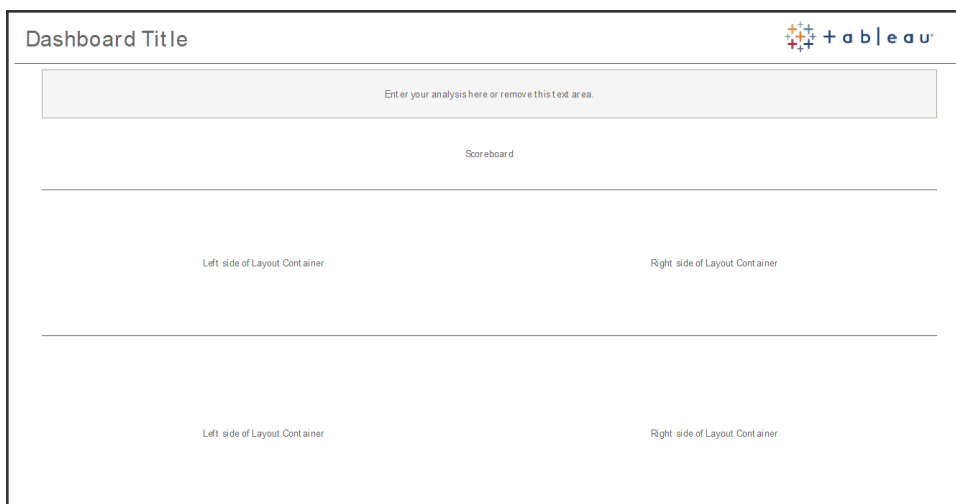 Dashboard Title
tableau
Enter your analysis here or remove this text area.
Scoreboard
Left side of Layout Container
Right side of Layout Container
Left side of Layout Container
Right side of Layout Container